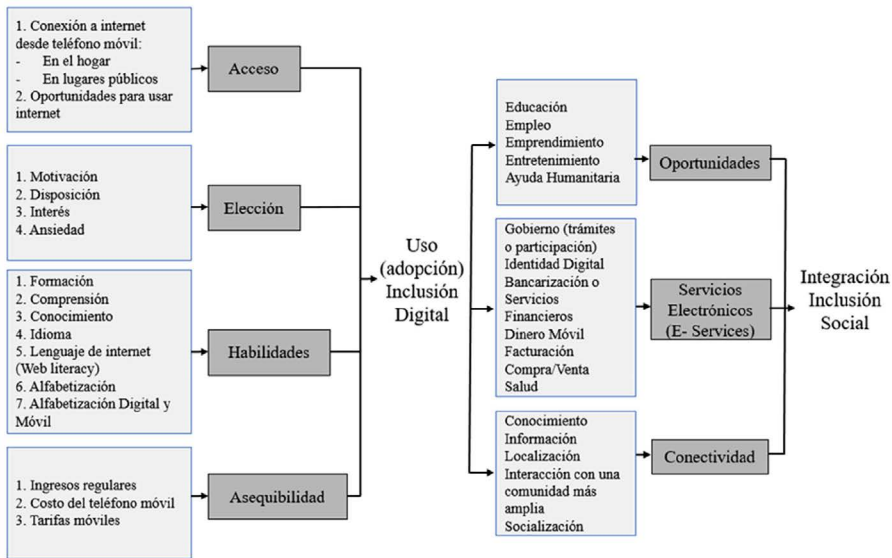 1. Conexión a internet
desde teléfono móvil:
- En el hogar
- En lugares públicos
2. Oportunidades para usar
internet
Acceso
1. Motivación
2. Disposición
3. Interés
4. Ansiedad
Elección
1. Formación
2. Comprensión
3. Conocimiento
4. Idioma
5. Lenguaje de internet
(Web literacy)
6. Alfabetización
7. Alfabetización Digital y
Móvil
Habilidades
1. Ingresos regulares
2. Costo del teléfono móvil
3. Tarifas móviles
Asequibilidad
Uso
(adopción)
Inclusión
Digital
Educación
Empleo
Emprendimiento
Entretenimiento
Ayuda Humanitaria
Oportunidades
Gobierno (trámites
o participación)
Identidad Digital
Bancarización o
Servicios
Financieros
Dinero Móvil
Facturación
Compra/Venta
Salud
Servicios
Electrónicos
(E- Services)
Conocimiento
Información
Localización
Interacción con una
comunidad más
amplia
Socialización
Conectividad
Integración
Inclusión
Social